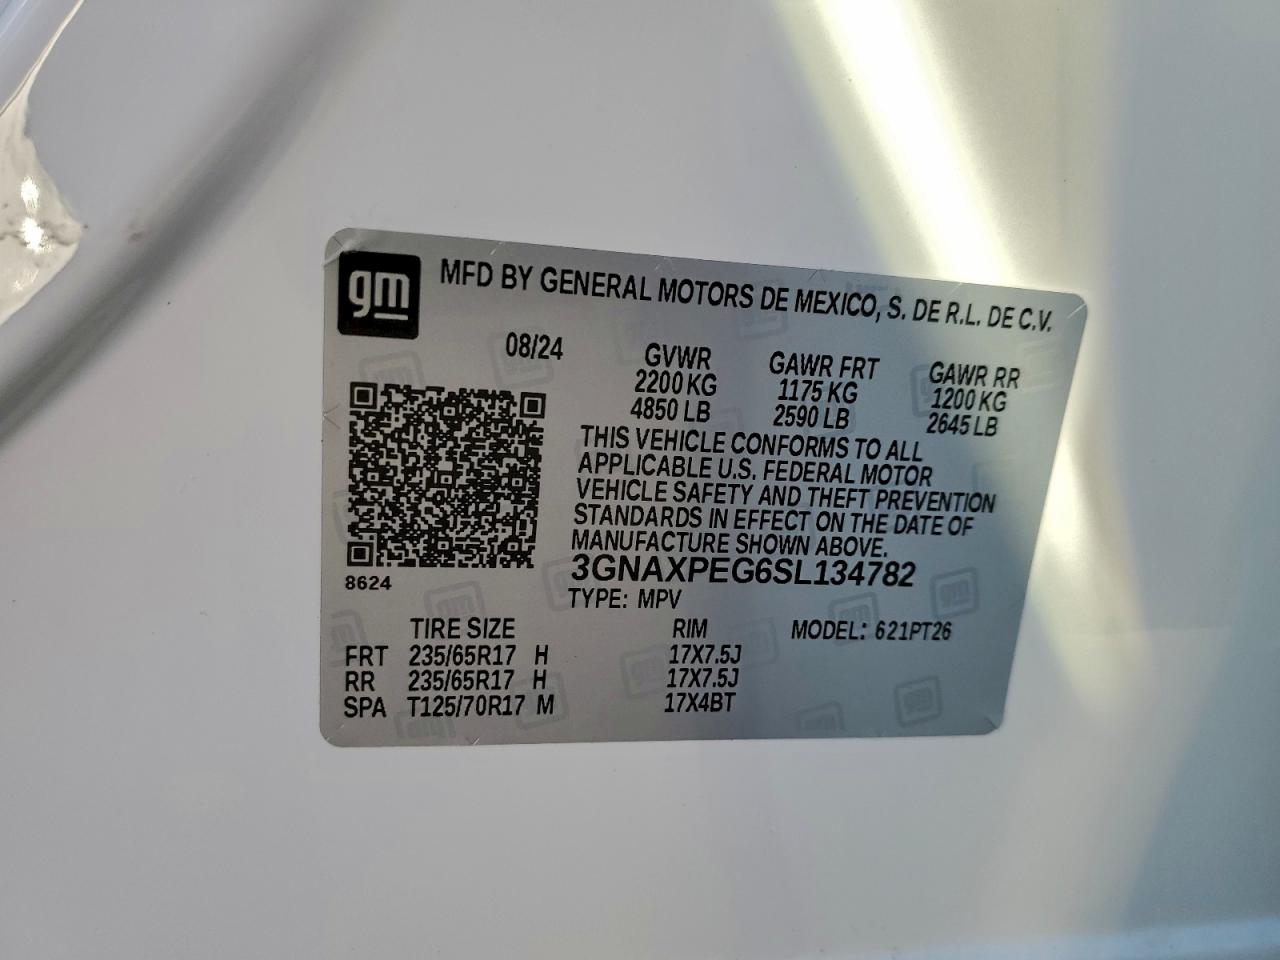 gm
MFD BY GENERAL MOTORS DE MEXICO, S. DE R.L. DE C.V.
08/24
GVWR GAWR FRT GAWR RR
2200 KG 1175 KG 1200 KG
4850 LB 2590 LB 2645 LB
THIS VEHICLE CONFORMS TO ALL
APPLICABLE U.S. FEDERAL MOTOR
VEHICLE SAFETY AND THEFT PREVENTION
STANDARDS IN EFFECT ON THE DATE OF
MANUFACTURE SHOWN ABOVE.
3GNAXPEG6SL134782
8624
TYPE: MPV
TIRE SIZE RIM MODEL: 621PT26
FRT 235/65R17 H 17X7.5J
RR 235/65R17 H 17X7.5J
SPA T125/70R17 M 17X4BT